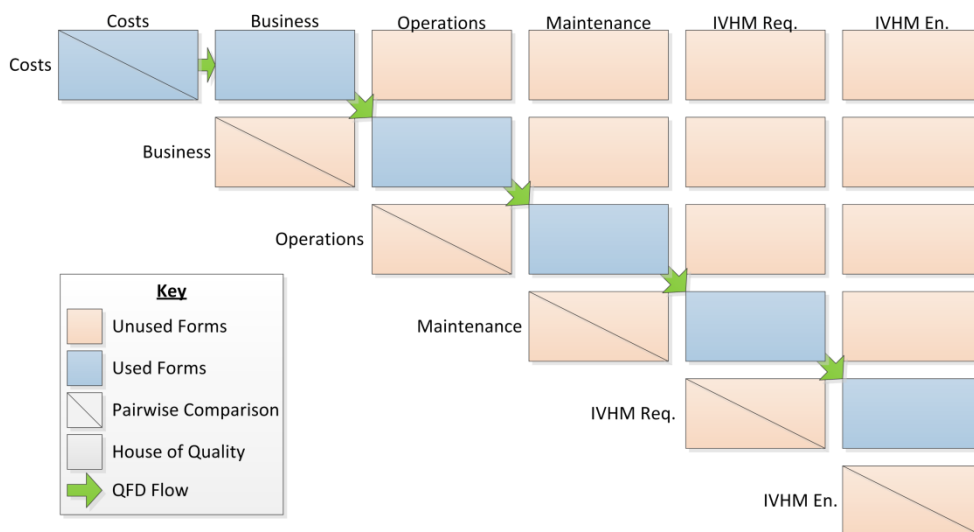 Costs
Business
Operations
Maintenance
IVHM Req.
IVHM En.
Costs
Business
Operations
Maintenance
IVHM Req.
IVHM En.
Key
Unused Forms
Used Forms
Pairwise Comparison
House of Quality
QFD Flow